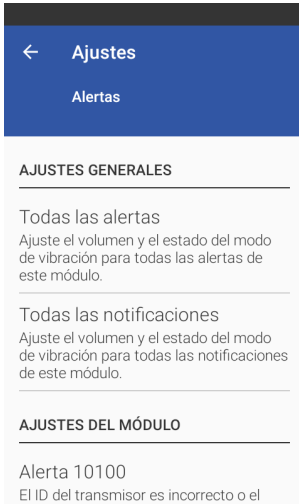 Ajustes
Alertas
AJUSTES GENERALES
Todas las alertas
Ajuste el volumen y el estado del modo
de vibración para todas las alertas de
este módulo.
Todas las notificaciones
Ajuste el volumen y el estado del modo
de vibración para todas las notificaciones
de este módulo.
AJUSTES DEL MÓDULO
Alerta 10100
El ID del transmisor es incorrecto o el